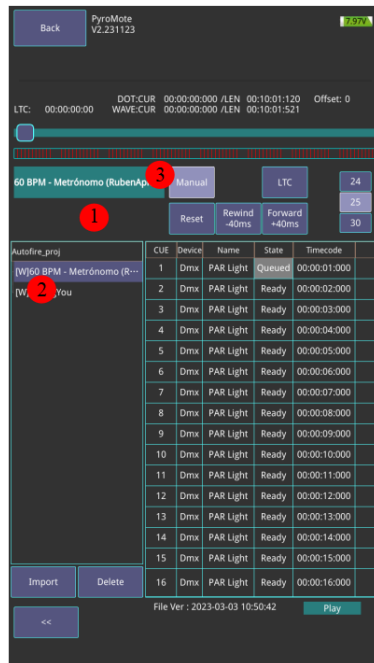 Back
PyroMote
V2.231123
7.97V
DOT:CUR 00:00:00:000 /LEN 00:10:01:120 Offset: 0
LTC: 00:00:00:00 WAVE:CUR 00:00:00:000 /LEN 00:10:01:521
60 BPM - Metrónomo (RubenAp
3
Manual
LTC
24
25
30
1
Reset
Rewind
-40ms
Forward
+40ms
Autofire_proj
[W]60 BPM - Metrónomo (R···
[W] 2 You
CUE Device Name State Timecode
1 Dmx PAR Light Queued 00:00:01:000
2 Dmx PAR Light Ready 00:00:02:000
3 Dmx PAR Light Ready 00:00:03:000
4 Dmx PAR Light Ready 00:00:04:000
5 Dmx PAR Light Ready 00:00:05:000
6 Dmx PAR Light Ready 00:00:06:000
7 Dmx PAR Light Ready 00:00:07:000
8 Dmx PAR Light Ready 00:00:08:000
9 Dmx PAR Light Ready 00:00:09:000
10 Dmx PAR Light Ready 00:00:10:000
11 Dmx PAR Light Ready 00:00:11:000
12 Dmx PAR Light Ready 00:00:12:000
13 Dmx PAR Light Ready 00:00:13:000
14 Dmx PAR Light Ready 00:00:14:000
15 Dmx PAR Light Ready 00:00:15:000
16 Dmx PAR Light Ready 00:00:16:000
Import
Delete
File Ver : 2023-03-03 10:50:42
Play
<<